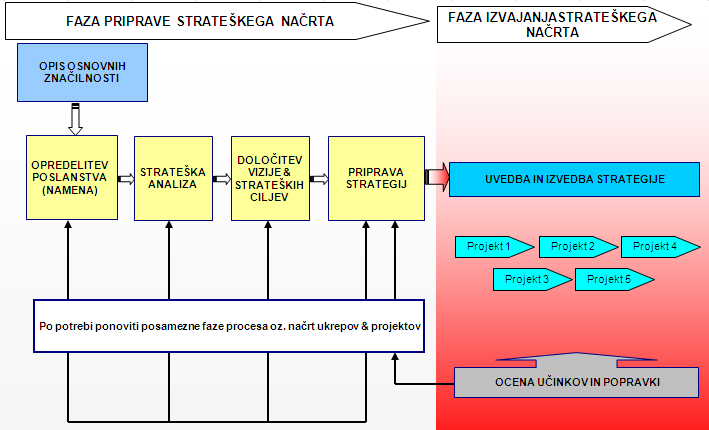 FAZA PRIPRAVE STRATEŠKEGA NAČRTA
FAZA IZVAJANJASTRATEŠKEGA
NAČRTA
OPIS OSNOVNIH
ZNAČILNOSTI
OPREDELITEV
POSLANSTVA
(NAMENA)
STRATEŠKA
ANALIZA
DOLOČITEV
VIZIJE &
STRATEŠKIH
CILJEV
PRIPRAVA
STRATEGIJ
UVEDBA IN IZVEDBA STRATEGIJE
Projekt 1
Projekt 2
Projekt 4
Projekt 3
Projekt 5
Po potrebi ponoviti posamezne faze procesa oz. načrt ukrepov & projektov
OCENA UČINKOV IN POPRAVKI